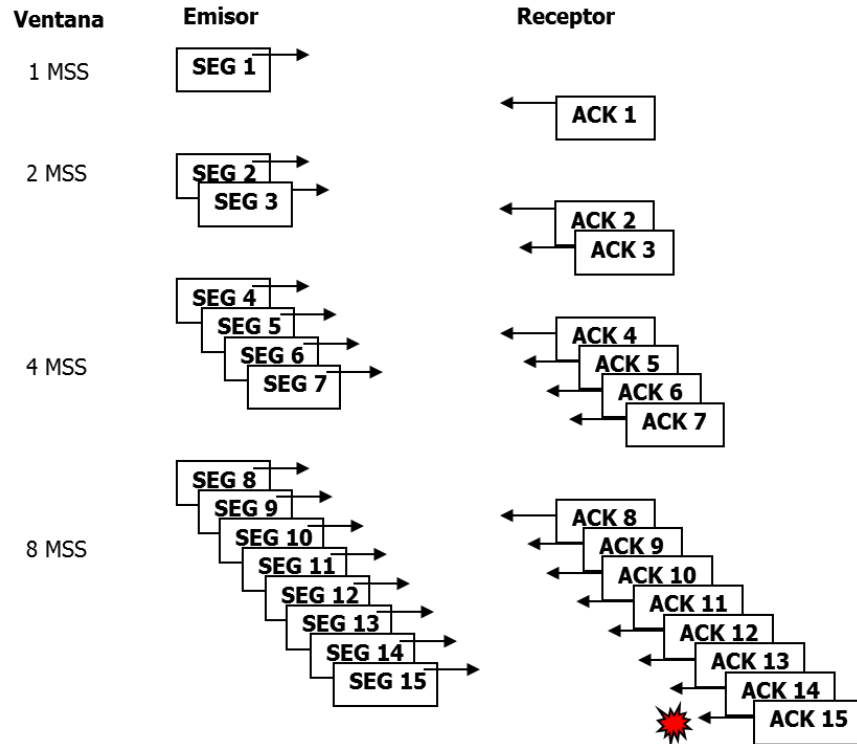 Ventana Emisor Receptor
1 MSS
SEG 1
ACK 1
2 MSS
SEG 2
SEG 3
ACK 2
ACK 3
4 MSS
SEG 4
SEG 5
SEG 6
SEG 7
ACK 4
ACK 5
ACK 6
ACK 7
8 MSS
SEG 8
SEG 9
SEG 10
SEG 11
SEG 12
SEG 13
SEG 14
SEG 15
ACK 8
ACK 9
ACK 10
ACK 11
ACK 12
ACK 13
ACK 14
ACK 15